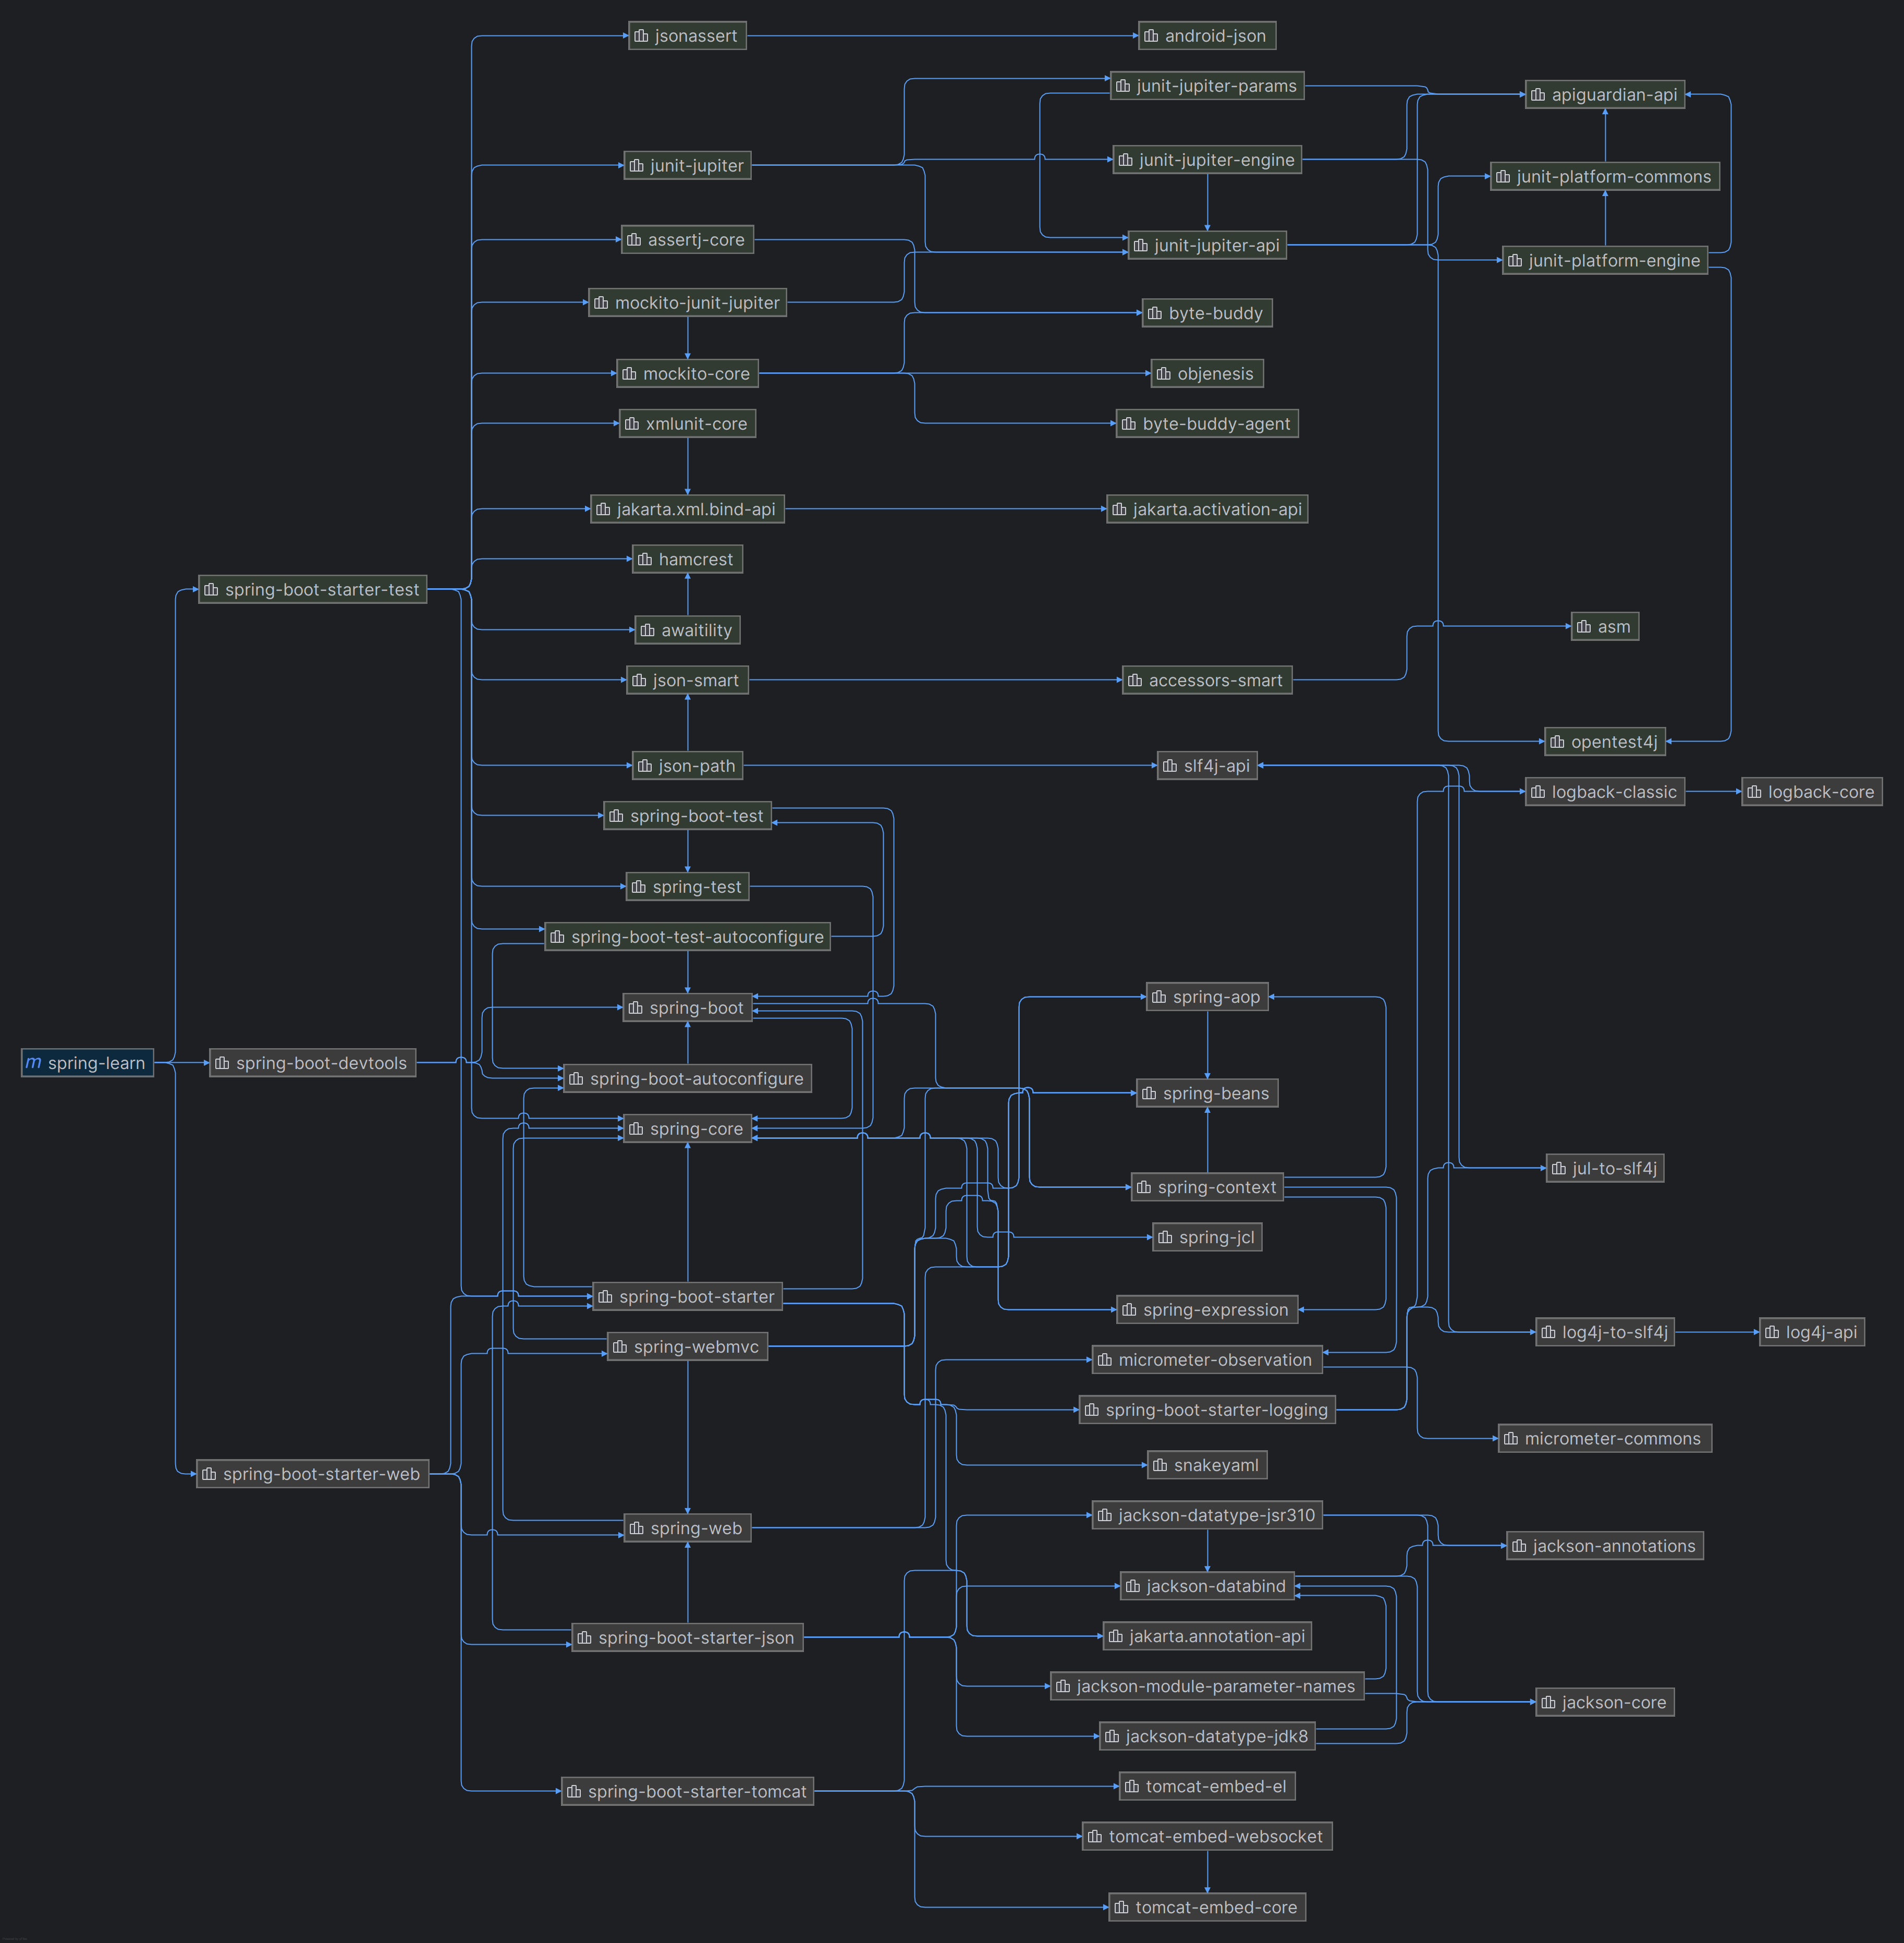 jsonassert
android-json
junit-jupiter-params
apiguardian-api
junit-jupiter
junit-jupiter-engine
junit-platform-commons
assertj-core
junit-jupiter-api
junit-platform-engine
mockito-junit-jupiter
byte-buddy
mockito-core
objenesis
xmlunit-core
byte-buddy-agent
jakarta.xml.bind-api
jakarta.activation-api
hamcrest
spring-boot-starter-test
awaitility
asm
json-smart
accessors-smart
opentest4j
json-path
slf4j-api
logback-classic
logback-core
spring-boot-test
spring-test
spring-boot-test-autoconfigure
spring-boot
spring-aop
m spring-learn
spring-boot-devtools
spring-boot-autoconfigure
spring-beans
spring-core
jul-to-slf4j
spring-context
spring-jcl
spring-boot-starter
spring-expression
log4j-to-slf4j
log4j-api
spring-webmvc
micrometer-observation
spring-boot-starter-logging
micrometer-commons
spring-boot-starter-web
snakeyaml
spring-web
jackson-datatype-jsr310
jackson-annotations
jackson-databind
spring-boot-starter-json
jakarta.annotation-api
jackson-module-parameter-names
jackson-core
jackson-datatype-jdk8
spring-boot-starter-tomcat
tomcat-embed-el
tomcat-embed-websocket
tomcat-embed-core